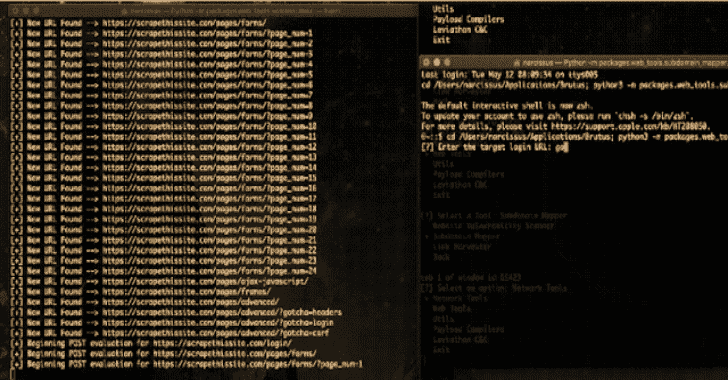 New URL Found --> https://scrapethissite.com/pages/forms/
New URL Found --> https://scrapethissite.com/pages/forms/?page_num=1
New URL Found --> https://scrapethissite.com/pages/forms/?page_num=2
New URL Found --> https://scrapethissite.com/pages/forms/?page_num=3
New URL Found --> https://scrapethissite.com/pages/forms/?page_num=4
New URL Found --> https://scrapethissite.com/pages/forms/?page_num=5
New URL Found --> https://scrapethissite.com/pages/forms/?page_num=6
New URL Found --> https://scrapethissite.com/pages/forms/?page_num=7
New URL Found --> https://scrapethissite.com/pages/forms/?page_num=8
New URL Found --> https://scrapethissite.com/pages/forms/?page_num=9
New URL Found --> https://scrapethissite.com/pages/forms/?page_num=10
New URL Found --> https://scrapethissite.com/pages/forms/?page_num=11
New URL Found --> https://scrapethissite.com/pages/forms/?page_num=12
New URL Found --> https://scrapethissite.com/pages/forms/?page_num=13
New URL Found --> https://scrapethissite.com/pages/forms/?page_num=14
New URL Found --> https://scrapethissite.com/pages/forms/?page_num=15
New URL Found --> https://scrapethissite.com/pages/forms/?page_num=16
New URL Found --> https://scrapethissite.com/pages/forms/?page_num=17
New URL Found --> https://scrapethissite.com/pages/forms/?page_num=18
New URL Found --> https://scrapethissite.com/pages/forms/?page_num=19
New URL Found --> https://scrapethissite.com/pages/forms/?page_num=20
New URL Found --> https://scrapethissite.com/pages/forms/?page_num=21
New URL Found --> https://scrapethissite.com/pages/forms/?page_num=22
New URL Found --> https://scrapethissite.com/pages/forms/?page_num=23
New URL Found --> https://scrapethissite.com/pages/forms/?page_num=24
New URL Found --> https://scrapethissite.com/pages/ajax-javascript/
New URL Found --> https://scrapethissite.com/pages/frames/
New URL Found --> https://scrapethissite.com/pages/advanced/
New URL Found --> https://scrapethissite.com/pages/advanced/?gotcha=headers
New URL Found --> https://scrapethissite.com/pages/advanced/?gotcha=login
New URL Found --> https://scrapethissite.com/pages/advanced/?gotcha=csrf
Beginning POST evaluation for https://scrapethissite.com/login/
Beginning POST evaluation for https://scrapethissite.com/pages/forms/
Beginning POST evaluation for https://scrapethissite.com/pages/forms/?page_num=1
Utils
Payload Compilers
Leviathan C&C
Exit
narcissus — Python -m packages.web_tools.subdomain_mapper
Last login: Tue May 12 on ttys005
cd /Users/narcissus/Applications/Brutus; python3 -m packages.web_tools.su
The default interactive shell is now zsh.
To update your account to use zsh, please run `chsh -s /bin/zsh`.
For more details, please visit https://support.apple.com/kb/HT208050.
cd /Users/narcissus/Applications/Brutus; python3 -m packages.web_to
[?] Enter the target login URL: go
Utils
Payload Compilers
Leviathan C&C
Exit
[?] Select a tool Subdomain Mapper
Subdomain Mapper
Link Harvester
Back
tab 1 of window id
[?] Select an option: Network Tools
Network Tools
Web Tools
Utils
Payload Compilers
Leviathan C&C
Exit